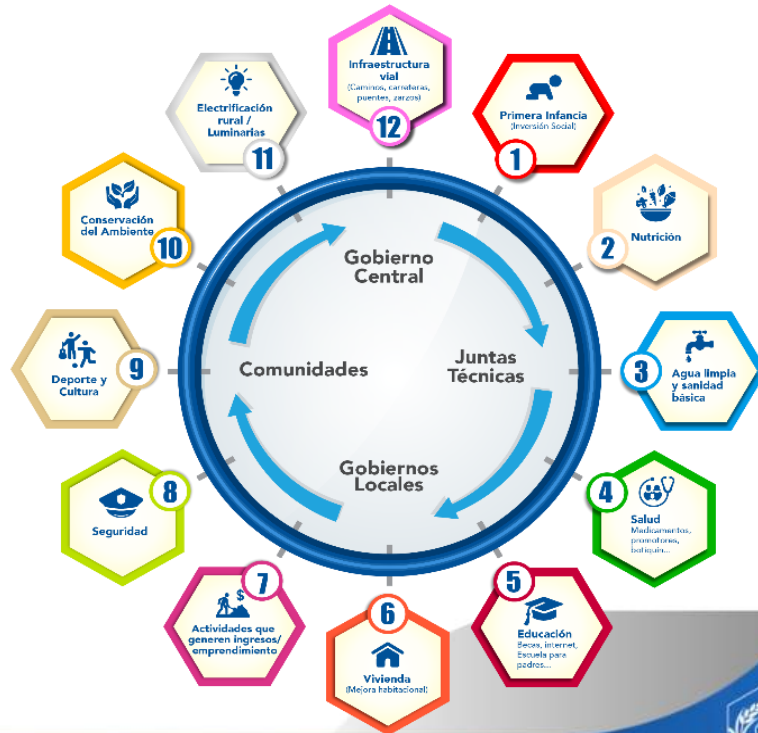 Infraestructura
vial
(Caminos, carreteras,
puentes, zarzos)
12
Primera Infancia
(Inversión Social)
1
Nutrición
2
Agua limpia
y sanidad
básica
3
Salud
Medicamentos,
promotores,
botiquín...
4
Educación
Becas, internet,
Escuela para
padres...
5
Vivienda
(Mejora habitacional)
6
$
Actividades que
generen ingresos/
emprendimiento
7
Seguridad
8
Deporte y
Cultura
9
Conservación
del Ambiente
10
Electrificación
rural /
Luminarias
11
Gobierno
Central
Juntas
Técnicas
Gobiernos
Locales
Comunidades